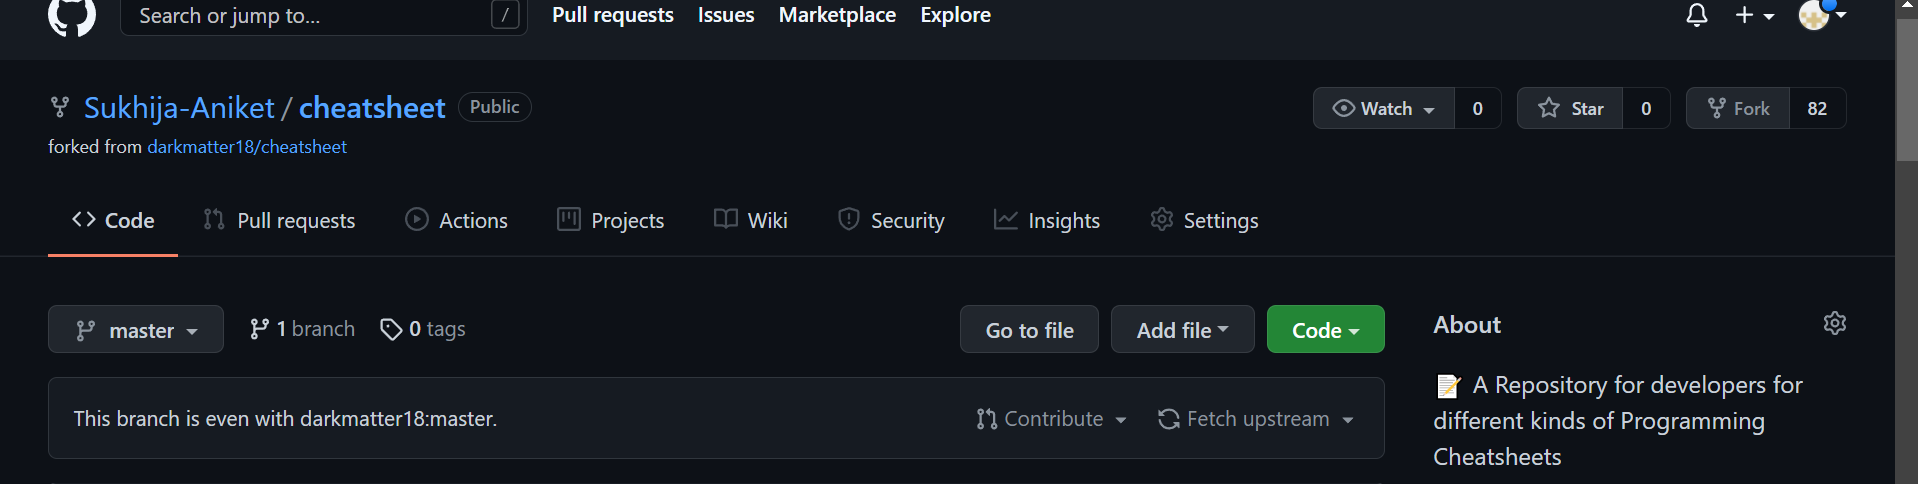 Search or jump to... / Pull requests Issues Marketplace Explore
Sukhija-Aniket / cheatsheet Public Watch 0 Star 0 Fork 82
forked from darkmatter18/cheatsheet
Code Pull requests Actions Projects Wiki Security Insights Settings
master 1 branch 0 tags Go to file Add file Code
This branch is even with darkmatter18:master. Contribute Fetch upstream
About
A Repository for developers for
different kinds of Programming
Cheatsheets